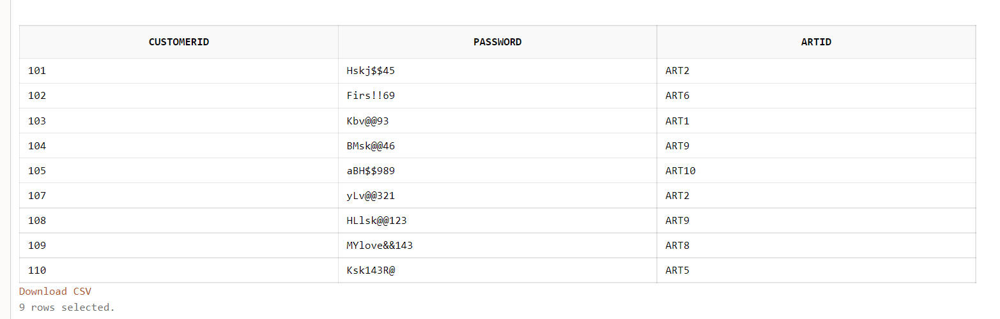 CUSTOMERID PASSWORD ARTID
101 Hskj$$45 ART2
102 Firs!!69 ART6
103 Kbv@@93 ART1
104 BMsk@@46 ART9
105 aBH$$989 ART10
107 yLv@@321 ART2
108 HLlsk@@123 ART9
109 MYlove&&143 ART8
110 Ksk143R@ ART5
Download CSV
9 rows selected.